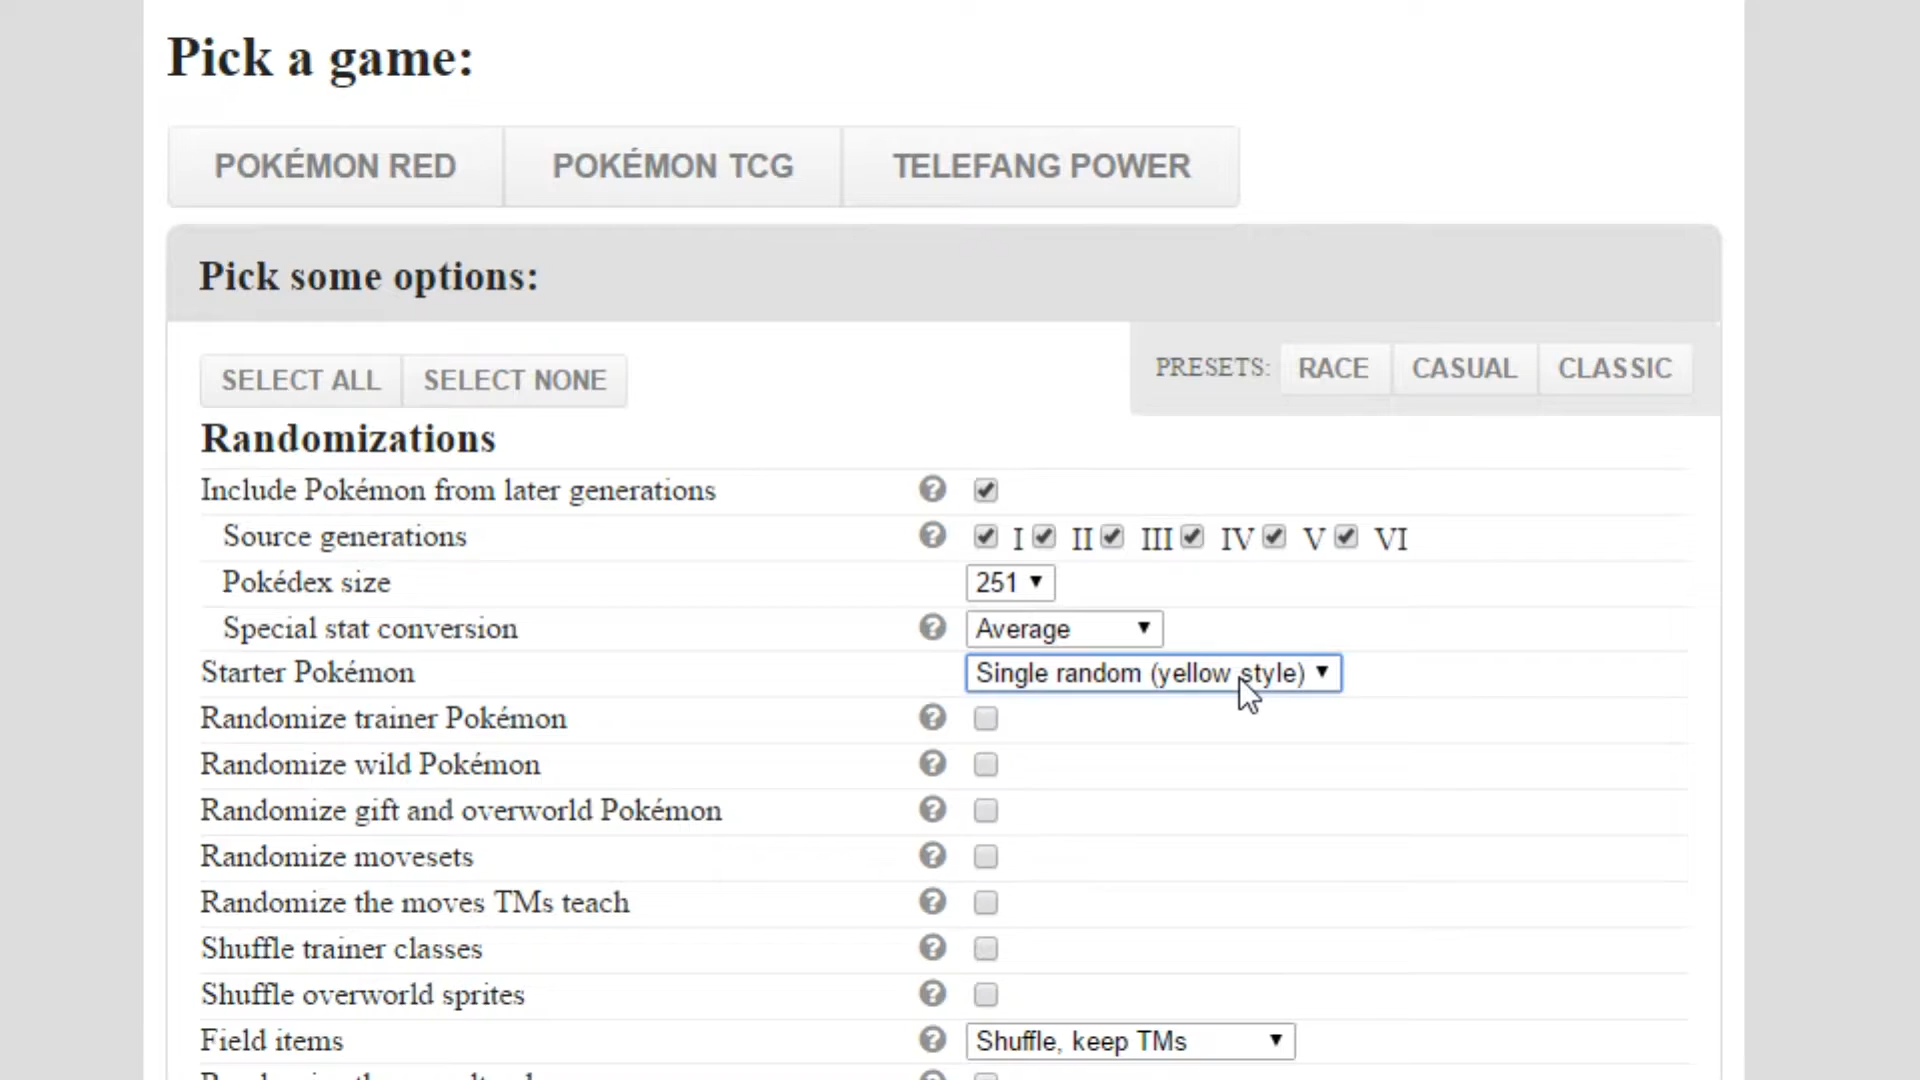 Pick a game:
POKÉMON RED POKÉMON TCG TELEFANG POWER
Pick some options:
SELECT ALL SELECT NONE PRESETS: RACE CASUAL CLASSIC
Randomizations
Include Pokémon from later generations ?
Source generations ? I II III IV V VI
Pokédex size 251
Special stat conversion ? Average
Starter Pokémon Single random (yellow style)
Randomize trainer Pokémon ?
Randomize wild Pokémon ?
Randomize gift and overworld Pokémon ?
Randomize movesets ?
Randomize the moves TMs teach ?
Shuffle trainer classes ?
Shuffle overworld sprites ?
Field items ? Shuffle, keep TMs